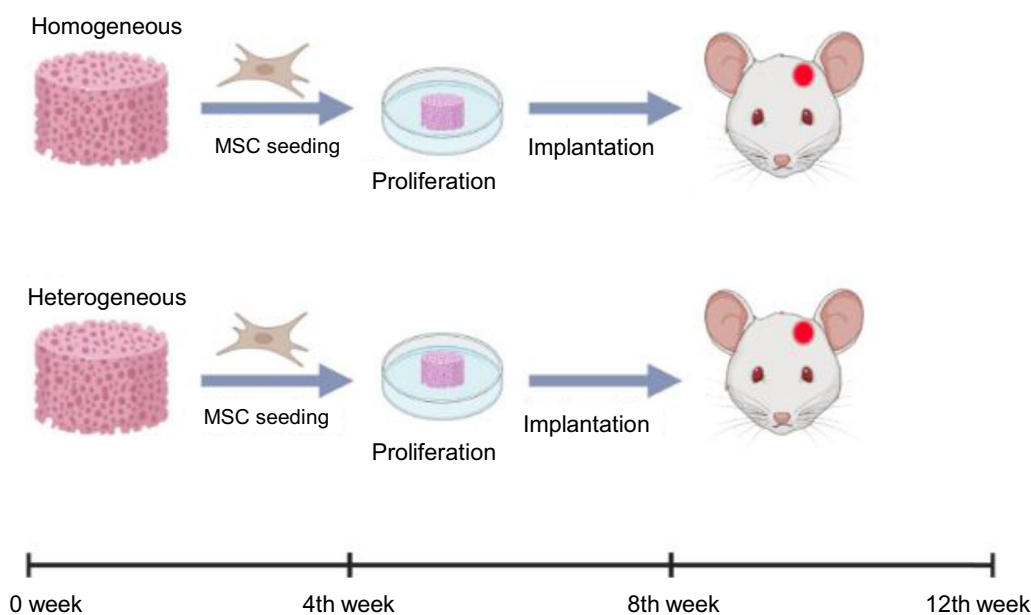 Homogeneous
MSC seeding
Proliferation
Implantation
Heterogeneous
MSC seeding
Proliferation
Implantation
0 week 4th week 8th week 12th week